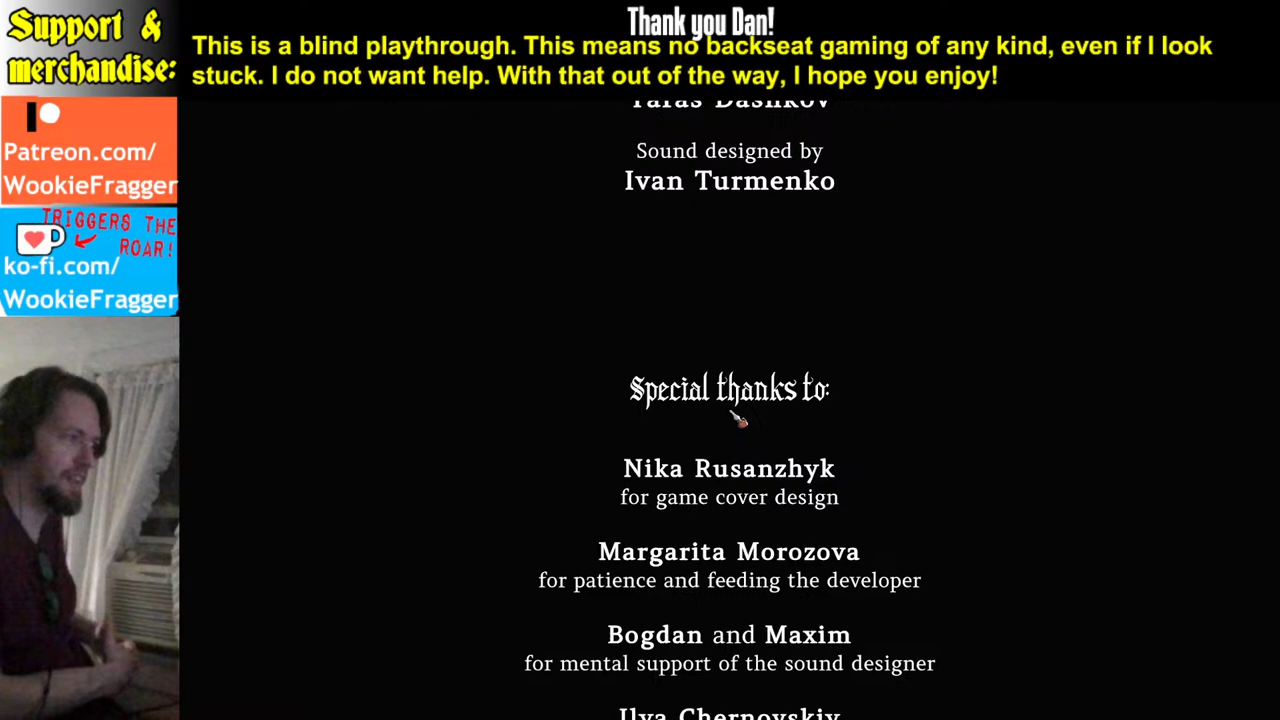 Support &
merchandise:
Thank you Dan!
This is a blind playthrough. This means no backseat gaming of any kind, even if I look
stuck. I do not want help. With that out of the way, I hope you enjoy!
Patreon.com/
WookieFragger
TRIGGERS THE
ROAR!
ko-fi.com/
WookieFragger
Taras Dashkov
Sound designed by
Ivan Turmenko
Special thanks to:
Nika Rusanzhyk
for game cover design
Margarita Morozova
for patience and feeding the developer
Bogdan and Maxim
for mental support of the sound designer
Ilya Chernovskiy